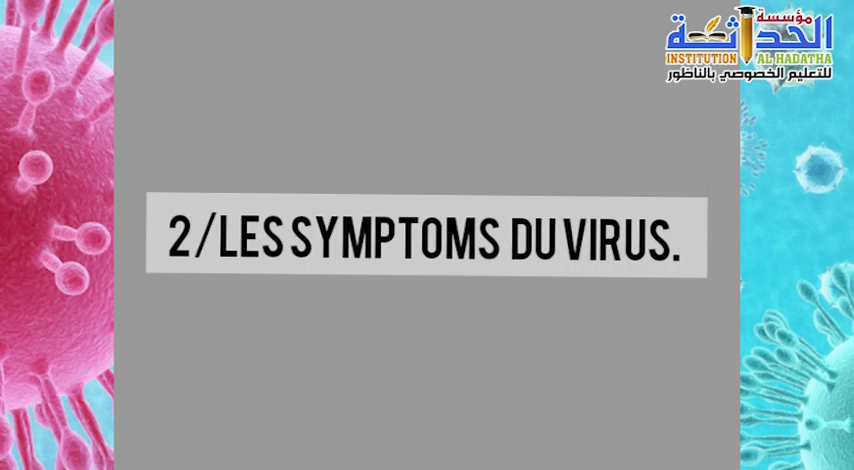 مؤسسة
الحداثة
INSTITUTION AL HADATHA
للتعليم الخصوصي بالناظور
2/LES SYMPTOMS DU VIRUS.